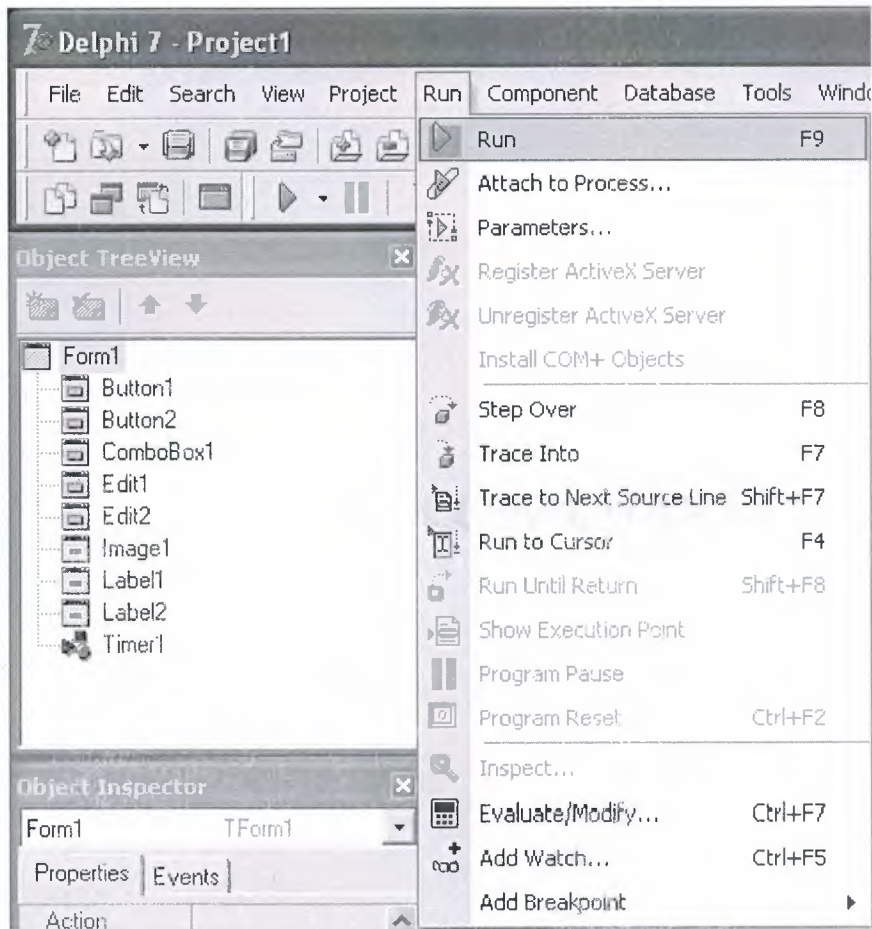 Delphi 7 - Project1
File Edit Search View Project Run Component Database Tools
Run F9
Attach to Process...
Parameters...
Register ActiveX Server
Unregister ActiveX Server
Install COM+ Objects
Step Over F8
Trace Into F7
Trace to Next Source Line Shift+F7
Run to Cursor F4
Run Until Return Shift+F8
Show Execution Point
Program Pause
Program Reset Ctrl+F2
Inspect...
Evaluate/Modify... Ctrl+F7
Add Watch... Ctrl+F5
Add Breakpoint
Object TreeView
Form1
Button1
Button2
ComboBox1
Edit1
Edit2
Image1
Label1
Label2
Timer1
Object Inspector
Form1 TForm1
Properties Events
Action